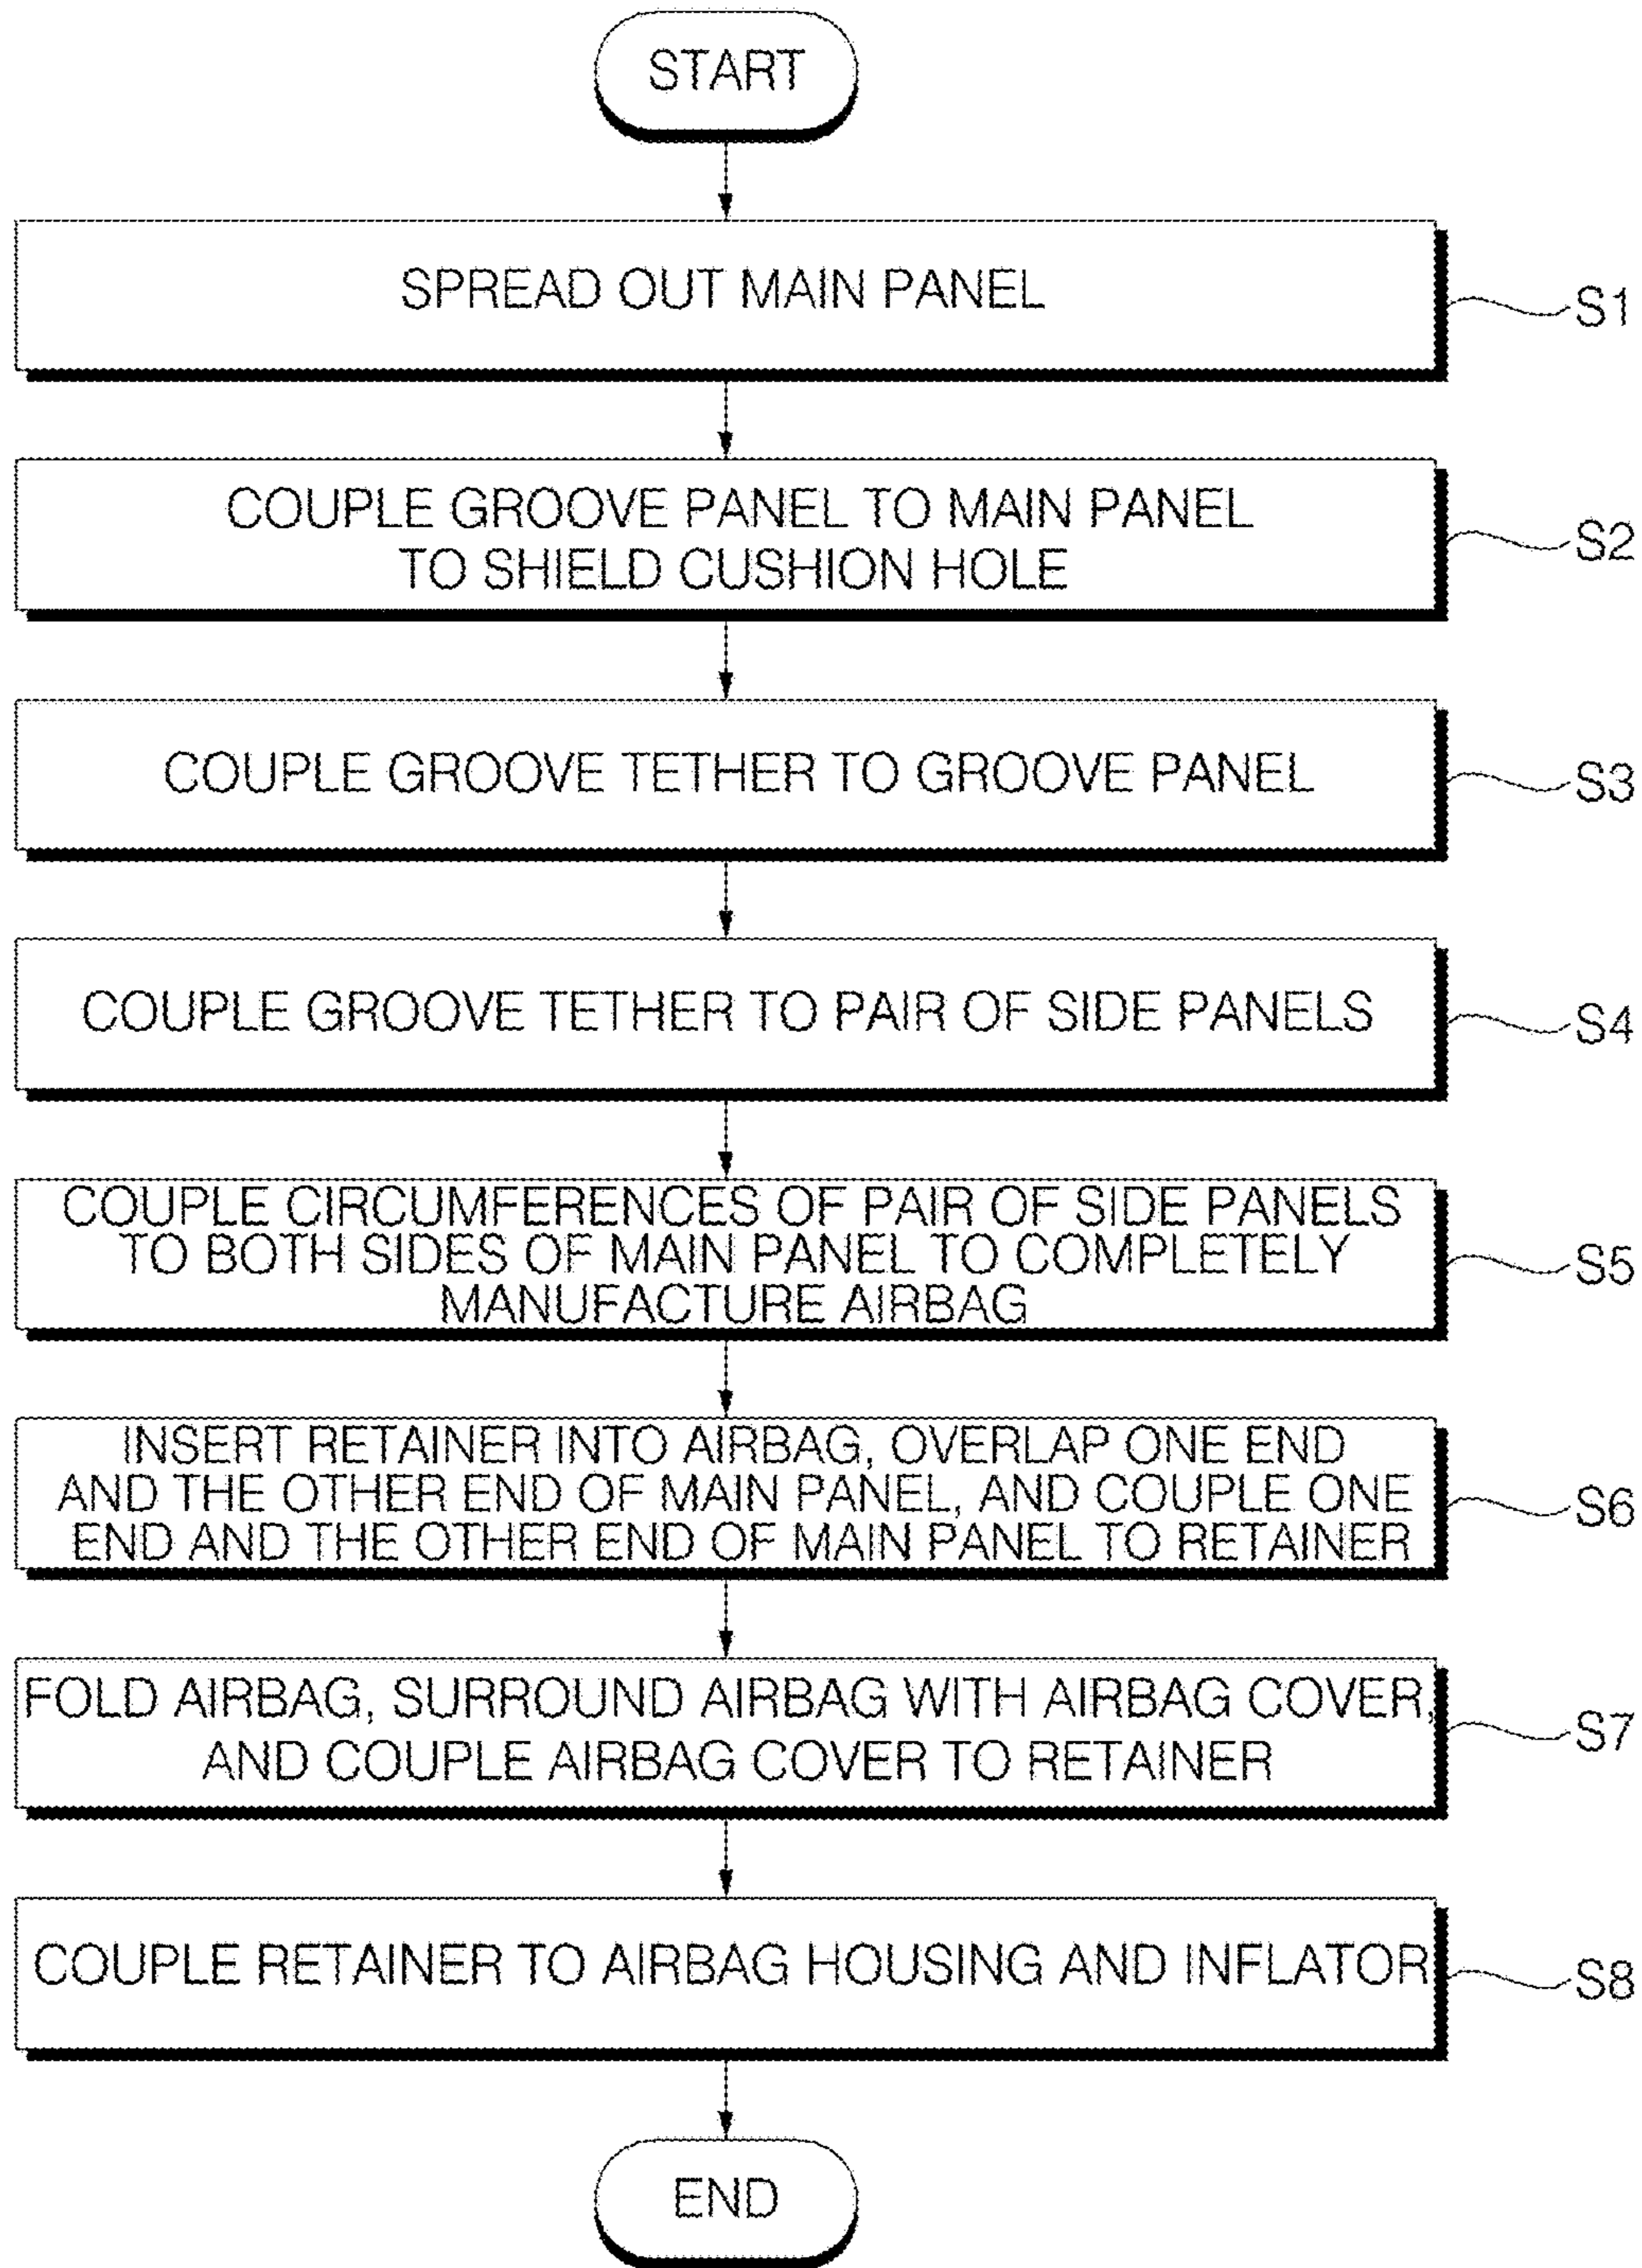 START
SPREAD OUT MAIN PANEL
S1
COUPLE GROOVE PANEL TO MAIN PANEL
TO SHIELD CUSHION HOLE
S2
COUPLE GROOVE TETHER TO GROOVE PANEL
S3
COUPLE GROOVE TETHER TO PAIR OF SIDE PANELS
S4
COUPLE CIRCUMFERENCES OF PAIR OF SIDE PANELS
TO BOTH SIDES OF MAIN PANEL TO COMPLETELY
MANUFACTURE AIRBAG
S5
INSERT RETAINER INTO AIRBAG, OVERLAP ONE END
AND THE OTHER END OF MAIN PANEL, AND COUPLE ONE
END AND THE OTHER END OF MAIN PANEL TO RETAINER
S6
FOLD AIRBAG, SURROUND AIRBAG WITH AIRBAG COVER,
AND COUPLE AIRBAG COVER TO RETAINER
S7
COUPLE RETAINER TO AIRBAG HOUSING AND INFLATOR
S8
END